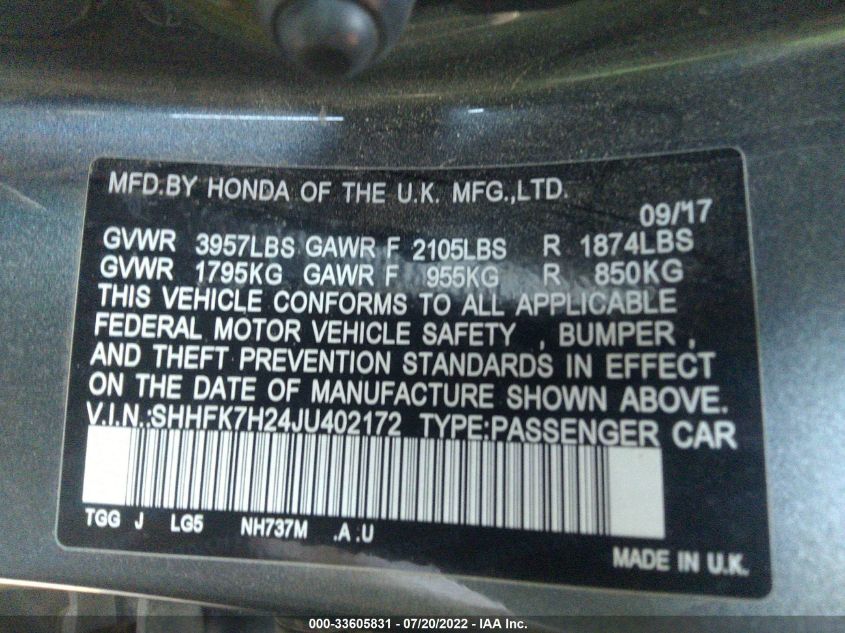 MFD.BY HONDA OF THE U.K. MFG.,LTD.
09/17
GVWR 3957LBS GAWR F 2105LBS R 1874LBS
GVWR 1795KG GAWR F 955KG R 850KG
THIS VEHICLE CONFORMS TO ALL APPLICABLE
FEDERAL MOTOR VEHICLE SAFETY , BUMPER ,
AND THEFT PREVENTION STANDARDS IN EFFECT
ON THE DATE OF MANUFACTURE SHOWN ABOVE.
V.I.N.:SHHFK7H24JU402172 TYPE:PASSENGER CAR
TGG J LG5 NH737M .A .U
MADE IN U.K.
000-33605831 - 07/20/2022 - IAA Inc.